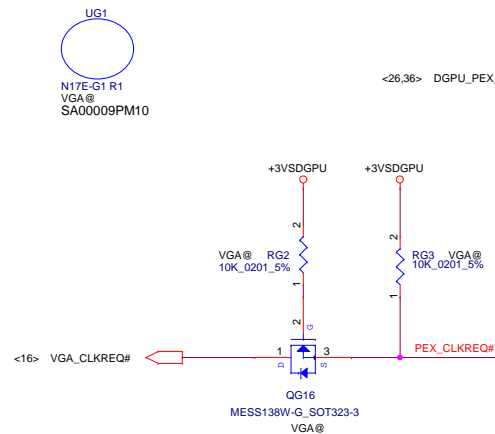 UG1
N17E-G1 R1
VGA@
SA00009PM10
<26,36> DGPU_PEX_
+3VSDGPU
+3VSDGPU
2
2
VGA@ RG2
10K_0201_5%
RG3 VGA@
10K_0201_5%
1
1
2
G
<16> VGA_CLKREQ#
1
3
PEX_CLKREQ#
D
S
QG16
MESS138W-G_SOT323-3
VGA@